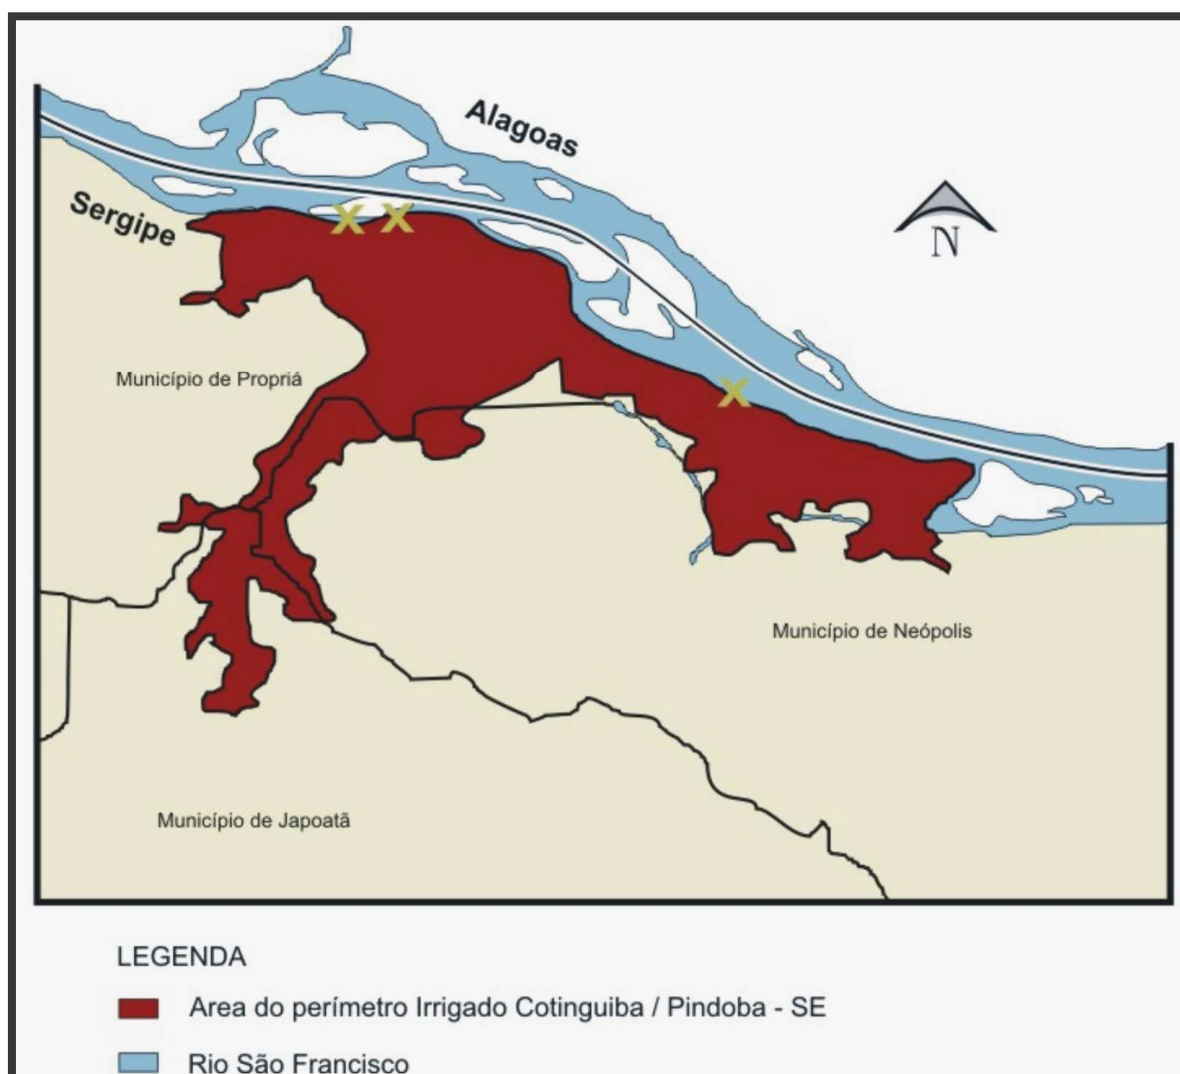 Alagoas
Sergipe
N
Município de Propriá
Município de Neópolis
Município de Japoatã
LEGENDA
Area do perímetro Irrigado Cotinguiba / Pindoba - SE
Rio São Francisco